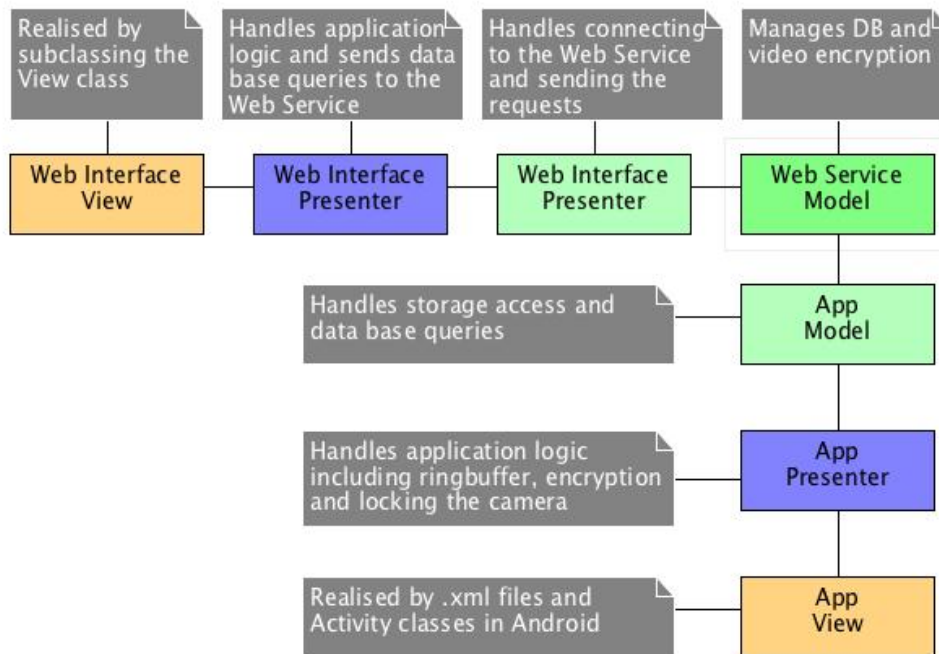 Realised by
subclassing the
View class
Handles application
logic and sends data
base queries to the
Web Service
Handles connecting
to the Web Service
and sending the
requests
Manages DB and
video encryption
Web Interface
View
Web Interface
Presenter
Web Interface
Presenter
Web Service
Model
Handles storage access and
data base queries
App
Model
Handles application logic
including ringbuffer, encryption
and locking the camera
App
Presenter
Realised by .xml files and
Activity classes in Android
App
View